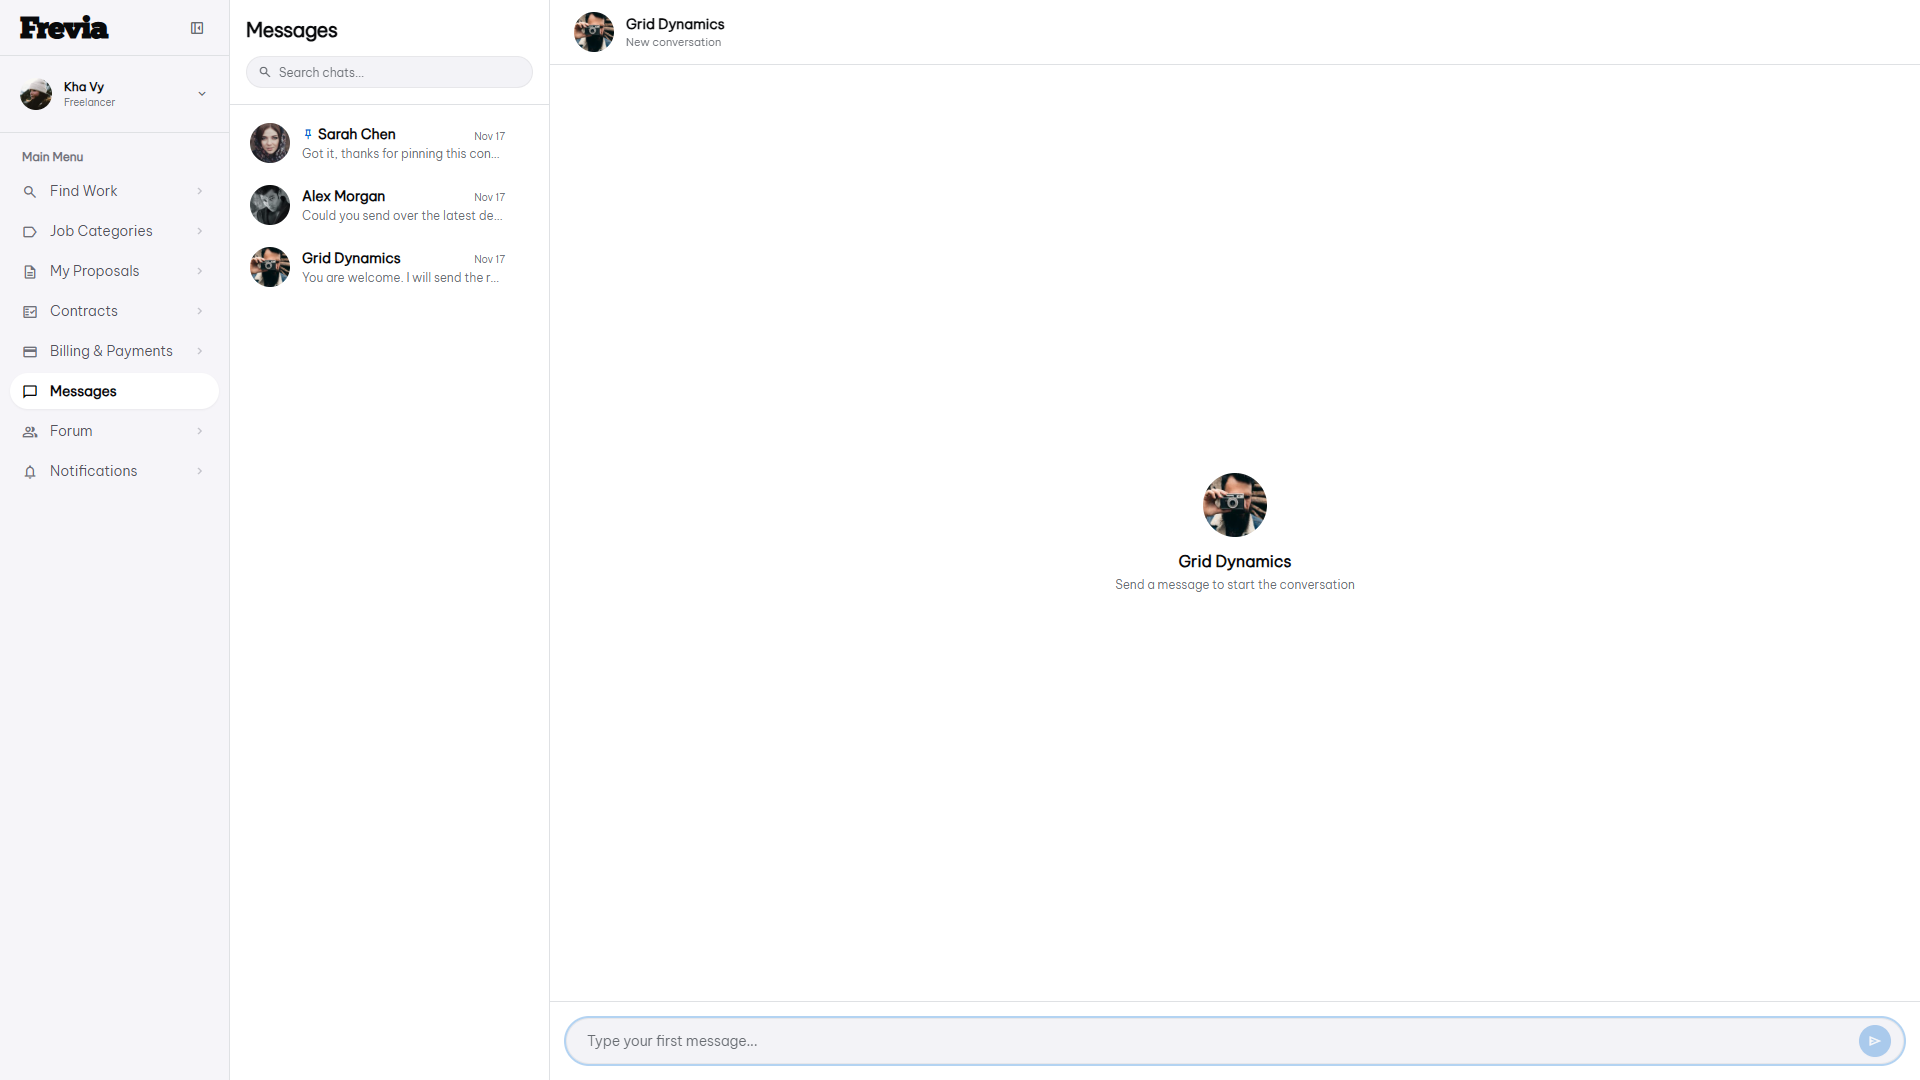 Frevia
Kha Vy
Freelancer
Main Menu
Find Work
Job Categories
My Proposals
Contracts
Billing & Payments
Messages
Forum
Notifications
Messages
Search chats...
Sarah Chen
Nov 17
Got it, thanks for pinning this con...
Alex Morgan
Nov 17
Could you send over the latest de...
Grid Dynamics
Nov 17
You are welcome. I will send the r...
Grid Dynamics
New conversation
Grid Dynamics
Send a message to start the conversation
Type your first message...